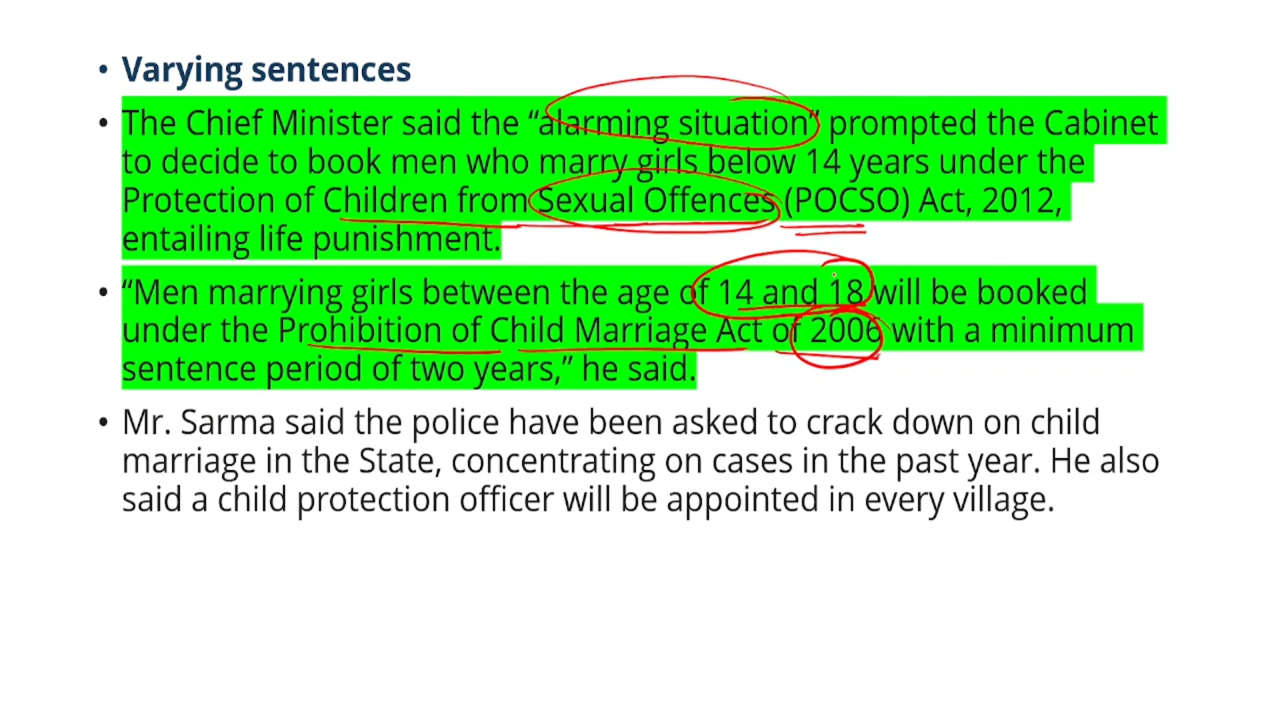 • Varying sentences
• The Chief Minister said the “alarming situation” prompted the Cabinet
to decide to book men who marry girls below 14 years under the
Protection of Children from Sexual Offences (POCSO) Act, 2012,
entailing life punishment.
• “Men marrying girls between the age of 14 and 18 will be booked
under the Prohibition of Child Marriage Act of 2006 with a minimum
sentence period of two years,” he said.
• Mr. Sarma said the police have been asked to crack down on child
marriage in the State, concentrating on cases in the past year. He also
said a child protection officer will be appointed in every village.